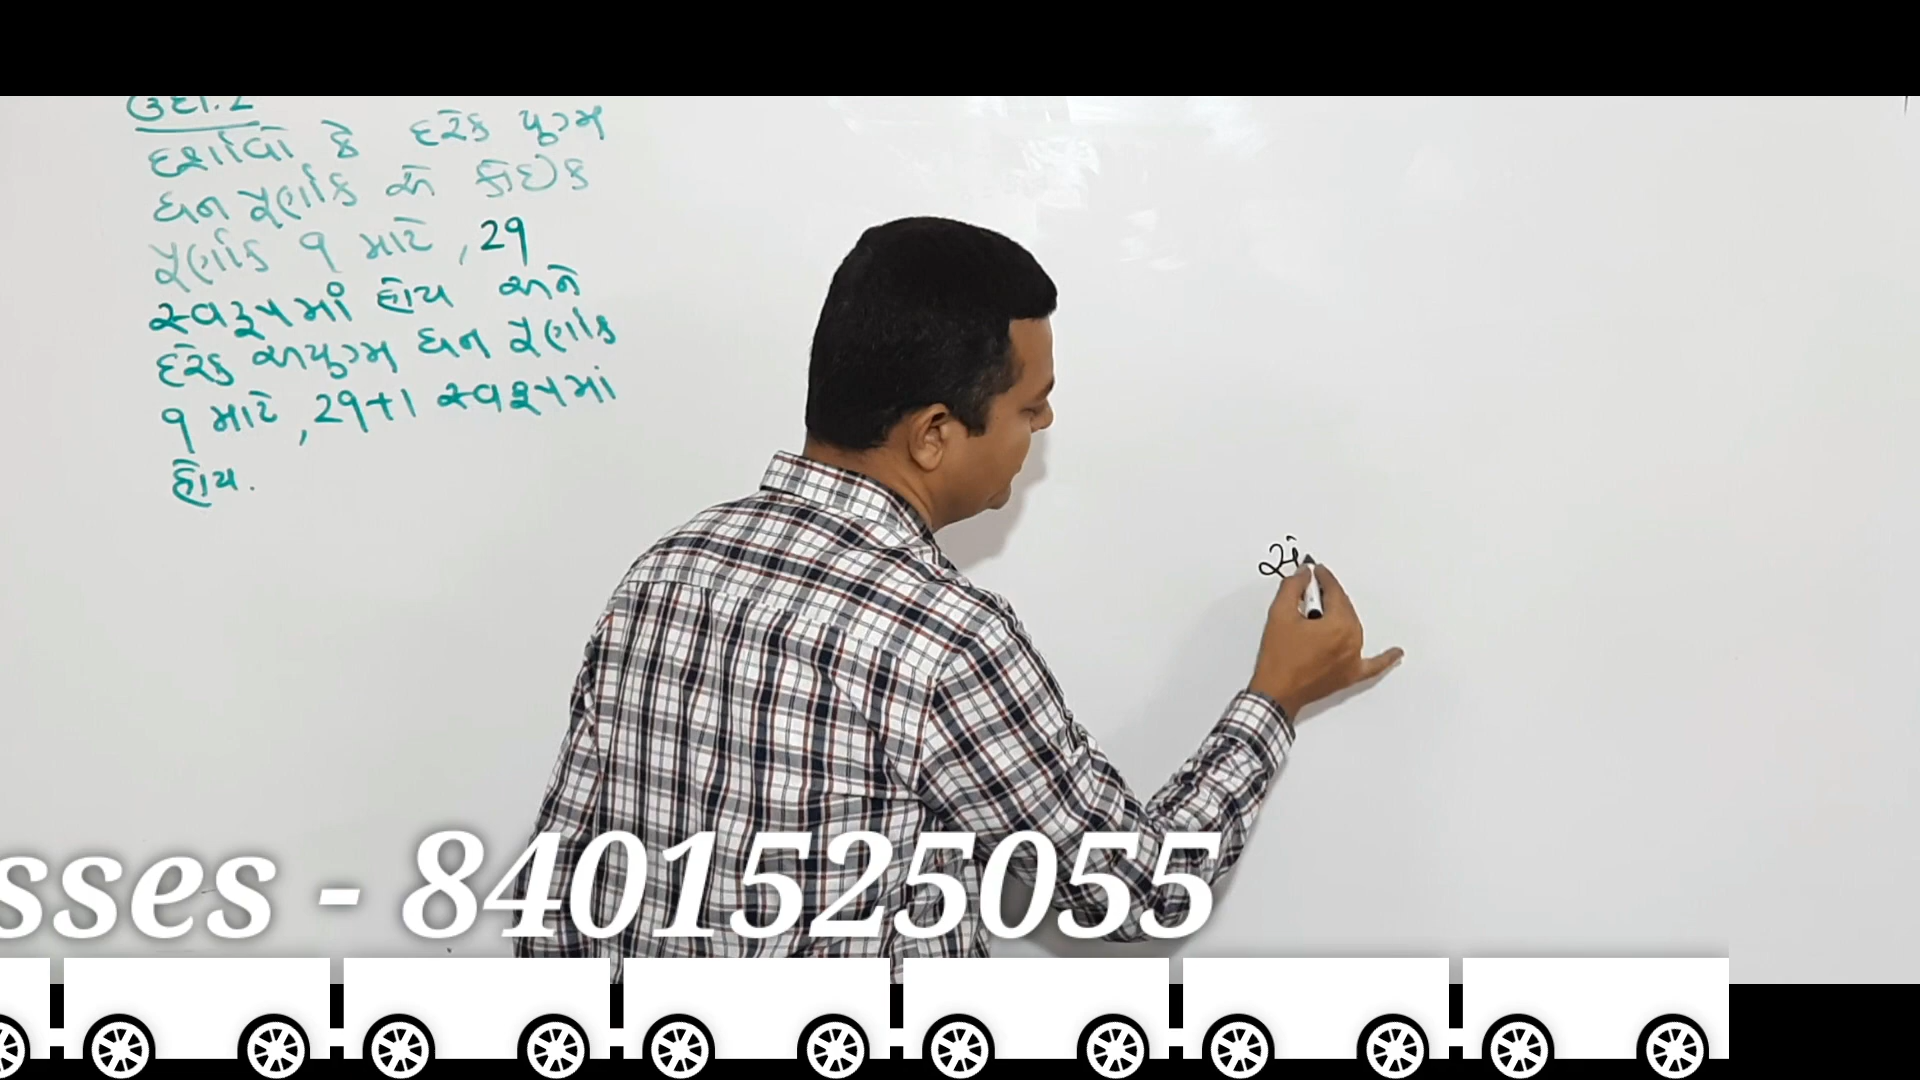 ઉદા.2
દર્શાવો કે દરેક યુગ્મ
ધન પૂર્ણાંક એ કોઈક
પૂર્ણાંક q માટે, 2q
સ્વરૂપમાં હોય અને
દરેક અયુગ્મ ધન પૂર્ણાંક
q માટે, 2q+1 સ્વરૂપમાં
હોય.
sses - 8401525055